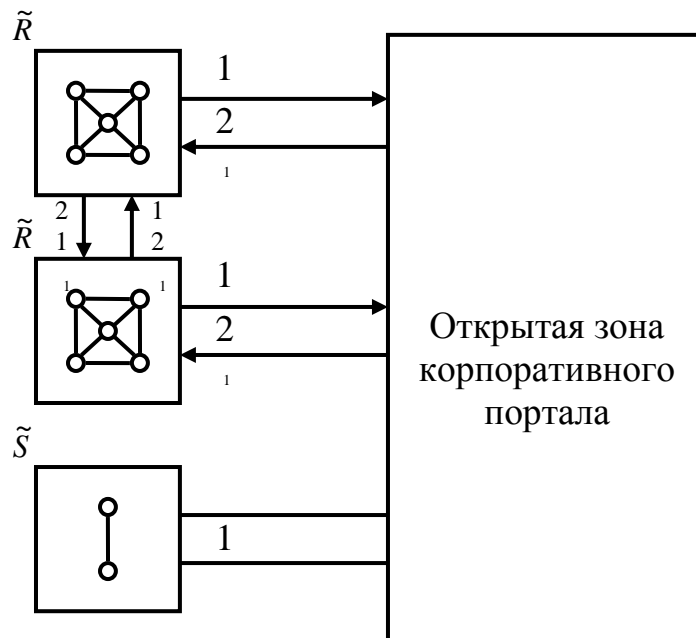 R̃
1
2
1
2 1
R̃
1 2
1 1
1
2
1
Открытая зона
корпоративного
портала
S̃
1